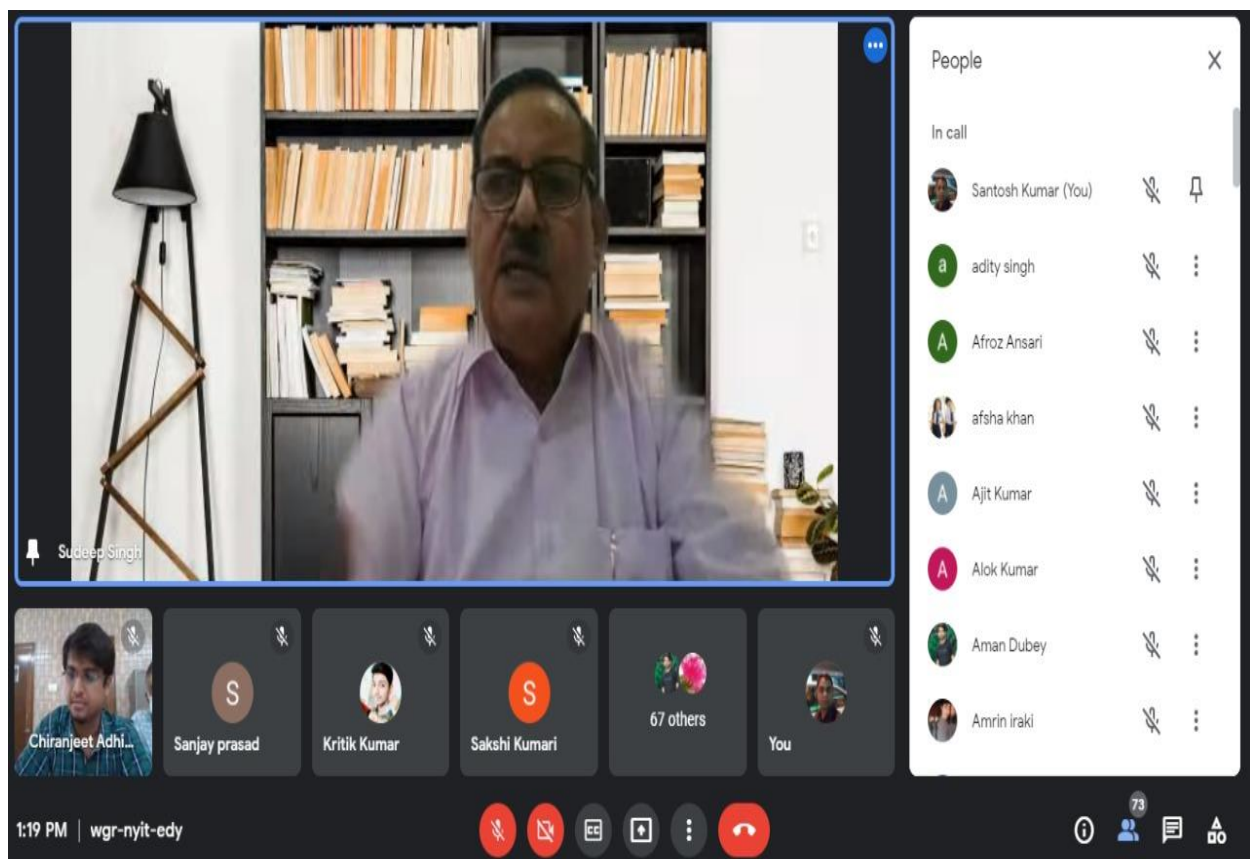 Sudeep Singh
Chiranjeet Adhi...
Sanjay prasad
Kritik Kumar
S
Sakshi Kumari
S
67 others
You
1:19 PM | wgr-nyit-edy
CC
73
People
In call
Santosh Kumar (You)
a
adity singh
A
Afroz Ansari
afsha khan
A
Ajit Kumar
A
Alok Kumar
Aman Dubey
Amrin iraki